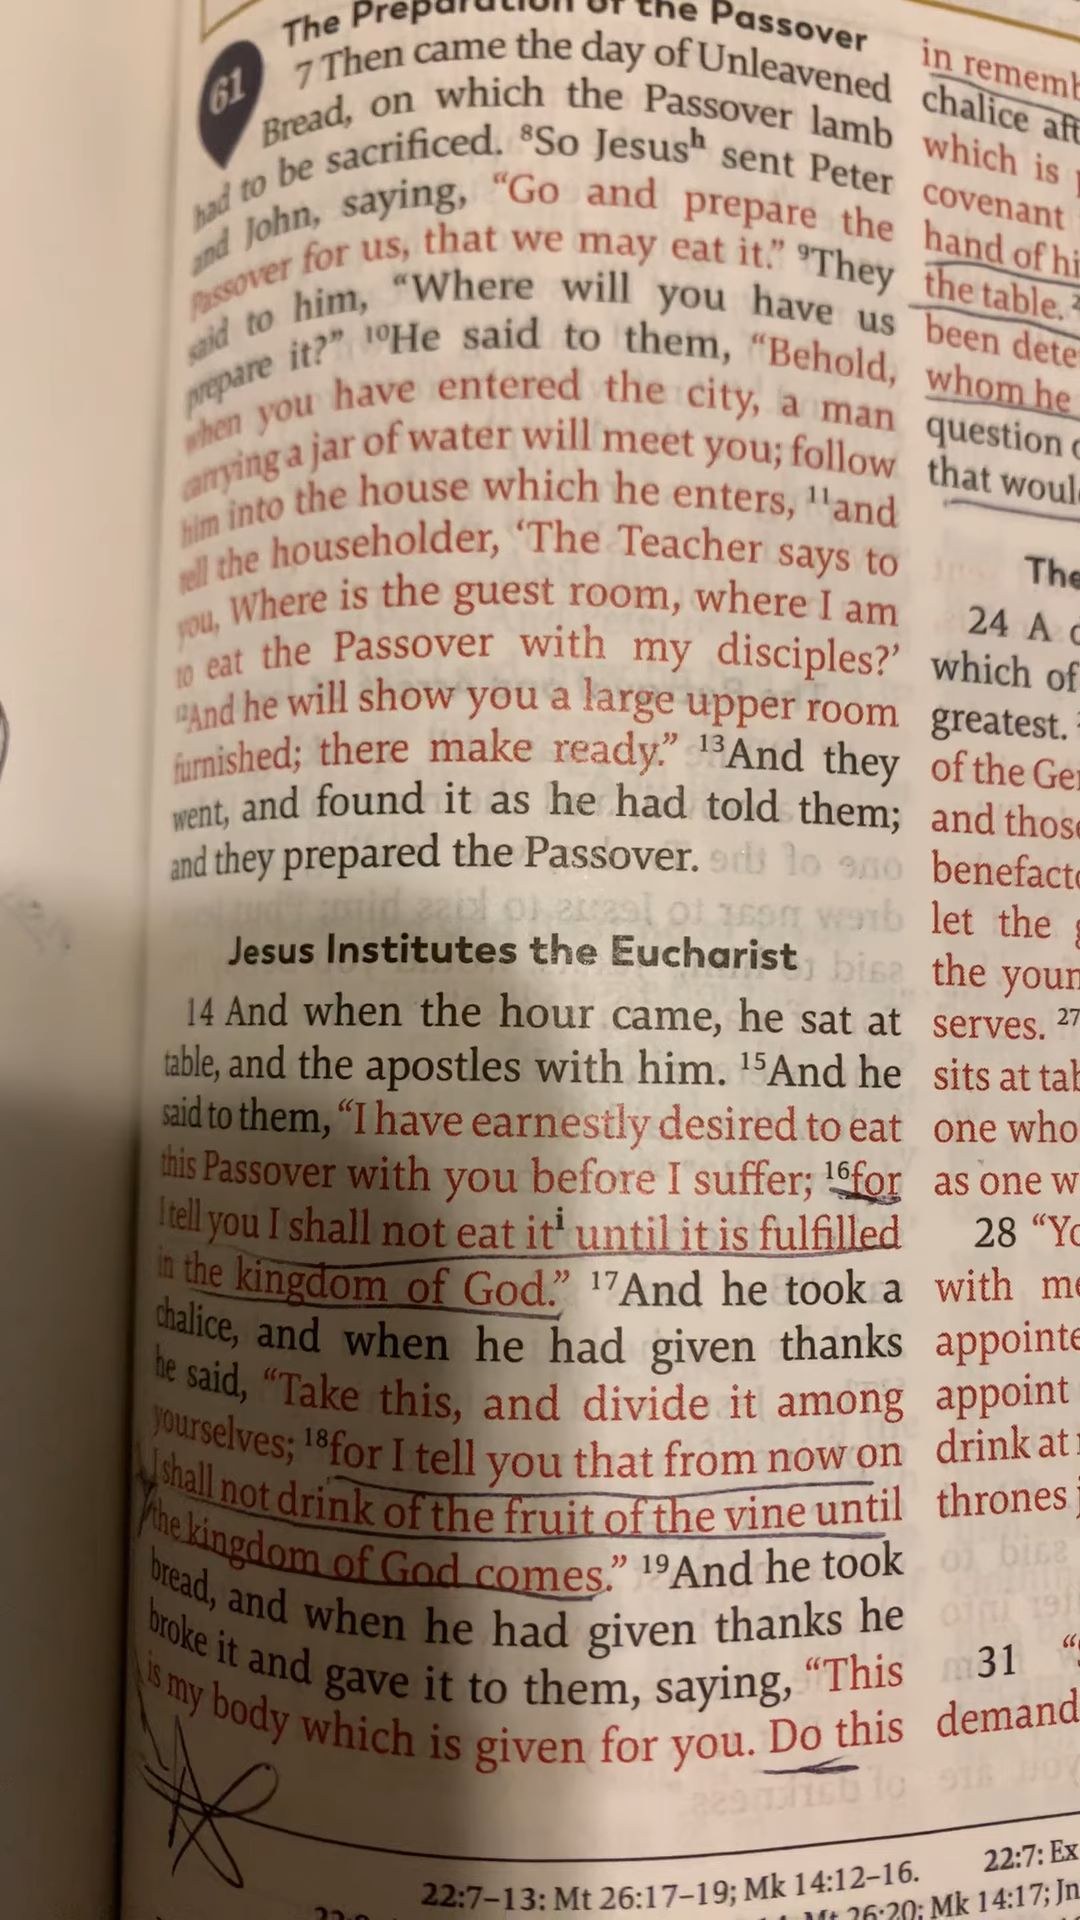 The Preparation of the Passover
61
7 Then came the day of Unleavened
Bread, on which the Passover lamb
had to be sacrificed. ⁸So Jesusʰ sent Peter
and John, saying, “Go and prepare the
Passover for us, that we may eat it.” ⁹They
said to him, “Where will you have us
prepare it?” ¹⁰He said to them, “Behold,
when you have entered the city, a man
carrying a jar of water will meet you; follow
him into the house which he enters, ¹¹and
tell the householder, ‘The Teacher says to
you, Where is the guest room, where I am
to eat the Passover with my disciples?’
¹²And he will show you a large upper room
furnished; there make ready.” ¹³And they
went, and found it as he had told them;
and they prepared the Passover.
Jesus Institutes the Eucharist
14 And when the hour came, he sat at
table, and the apostles with him. ¹⁵And he
said to them, “I have earnestly desired to eat
this Passover with you before I suffer; ¹⁶for
I tell you I shall not eat itⁱ until it is fulfilled
in the kingdom of God.” ¹⁷And he took a
chalice, and when he had given thanks
he said, “Take this, and divide it among
yourselves; ¹⁸for I tell you that from now on
I shall not drink of the fruit of the vine until
the kingdom of God comes.” ¹⁹And he took
bread, and when he had given thanks he
broke it and gave it to them, saying, “This
is my body which is given for you. Do this
in
chalice
which is
covenant
hand of
the table.
been
whom he
question
that
The
24 A
which of
greatest.
of the
and
let the
the
serves. ²⁷
sits at
one who
as one
28
with
appoint
drink at
thrones
31
22:7–13: Mt 26:17–19; Mk 14:12–16. 22:7:
Mt 26:20; Mk 14:17;